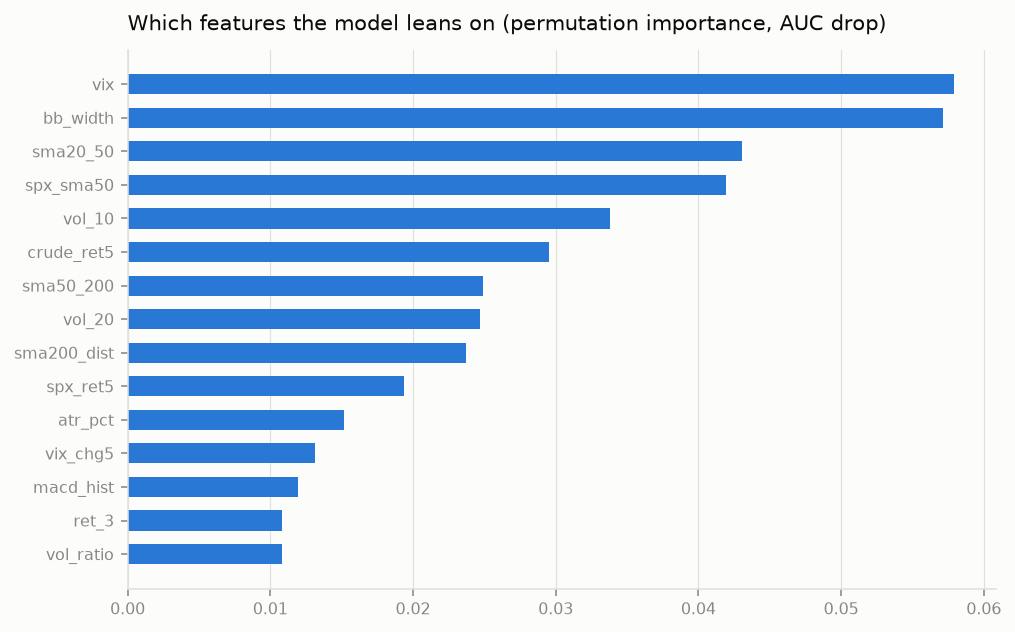 Which features the model leans on (permutation importance, AUC drop)
vix
bb_width
sma20_50
spx_sma50
vol_10
crude_ret5
sma50_200
vol_20
sma200_dist
spx_ret5
atr_pct
vix_chg5
macd_hist
ret_3
vol_ratio
0.00 0.01 0.02 0.03 0.04 0.05 0.06